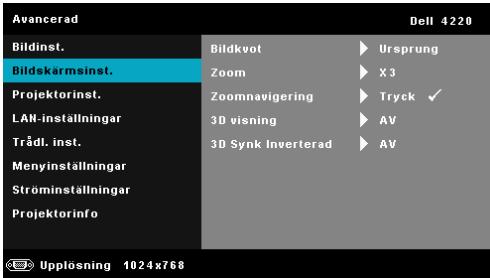 Avancerad Dell 4220
Bildinst.
Bildskärmsinst.
Projektorinst.
LAN-inställningar
Trådl. inst.
Menyinställningar
Ströminställningar
Projektorinfo
Bildkvot Ursprung
Zoom X3
Zoomnavigering Tryck
3D visning AV
3D Synk Inverterad AV
Upplösning 1024x768